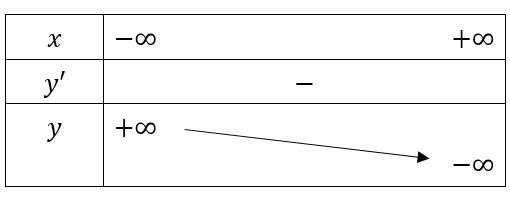 x −∞ +∞
y′ −
y +∞
−∞